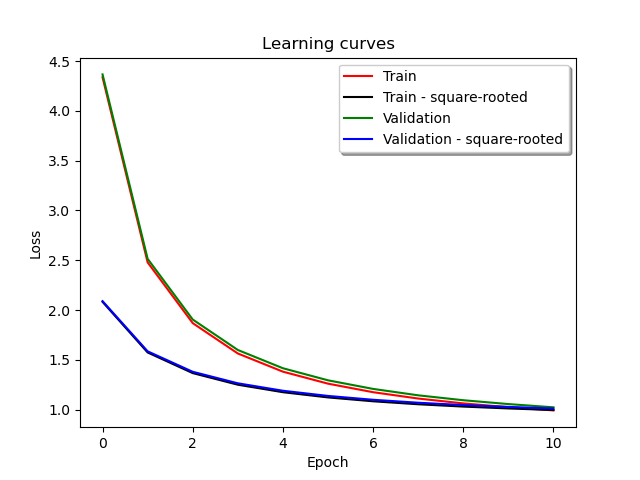 Learning curves
Train
Train - square-rooted
Validation
Validation - square-rooted
Loss
4.5
4.0
3.5
3.0
2.5
2.0
1.5
1.0
0 2 4 6 8 10
Epoch